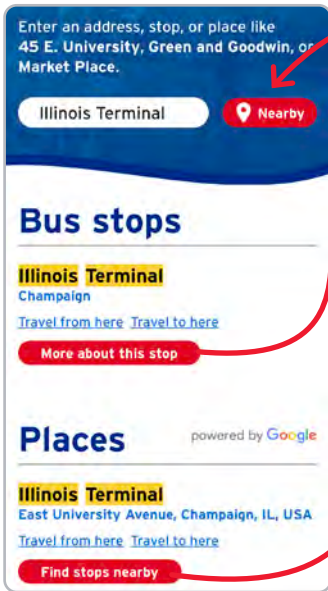 Enter an address, stop, or place like
45 E. University, Green and Goodwin, or
Market Place.
Illinois Terminal
Nearby
Bus stops
Illinois Terminal
Champaign
Travel from here Travel to here
More about this stop
Places
powered by Google
Illinois Terminal
East University Avenue, Champaign, IL, USA
Travel from here Travel to here
Find stops nearby